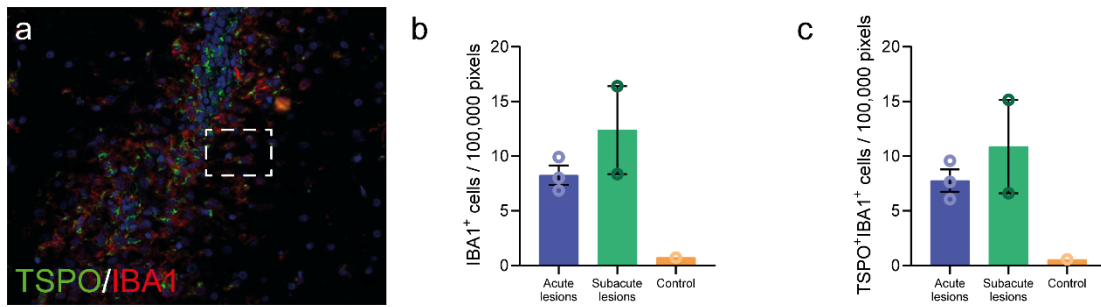 a
TSPO/IBA1
b
IBA1⁺ cells / 100,000 pixels
20
15
10
5
0
Acute
lesions
Subacute
lesions
Control
c
TSPO⁺IBA1⁺ cells / 100,000 pixels
20
15
10
5
0
Acute
lesions
Subacute
lesions
Control